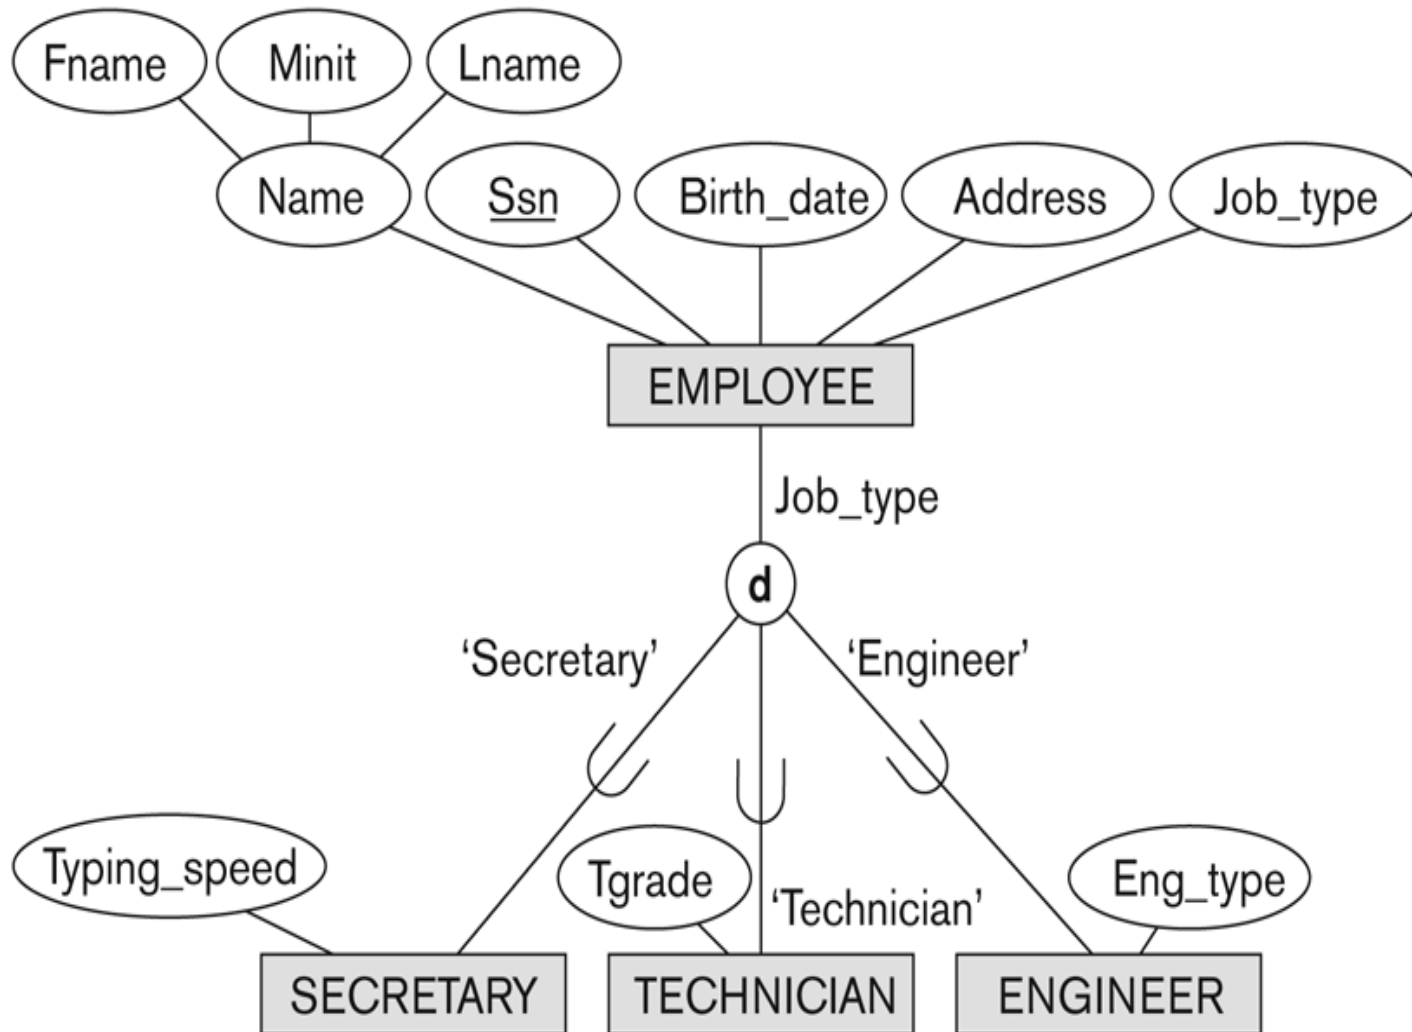 Fname Minit Lname
Name Ssn Birth_date Address Job_type
EMPLOYEE
Job_type
d
‘Secretary’ ‘Engineer’
Typing_speed Tgrade Eng_type
‘Technician’
SECRETARY TECHNICIAN ENGINEER